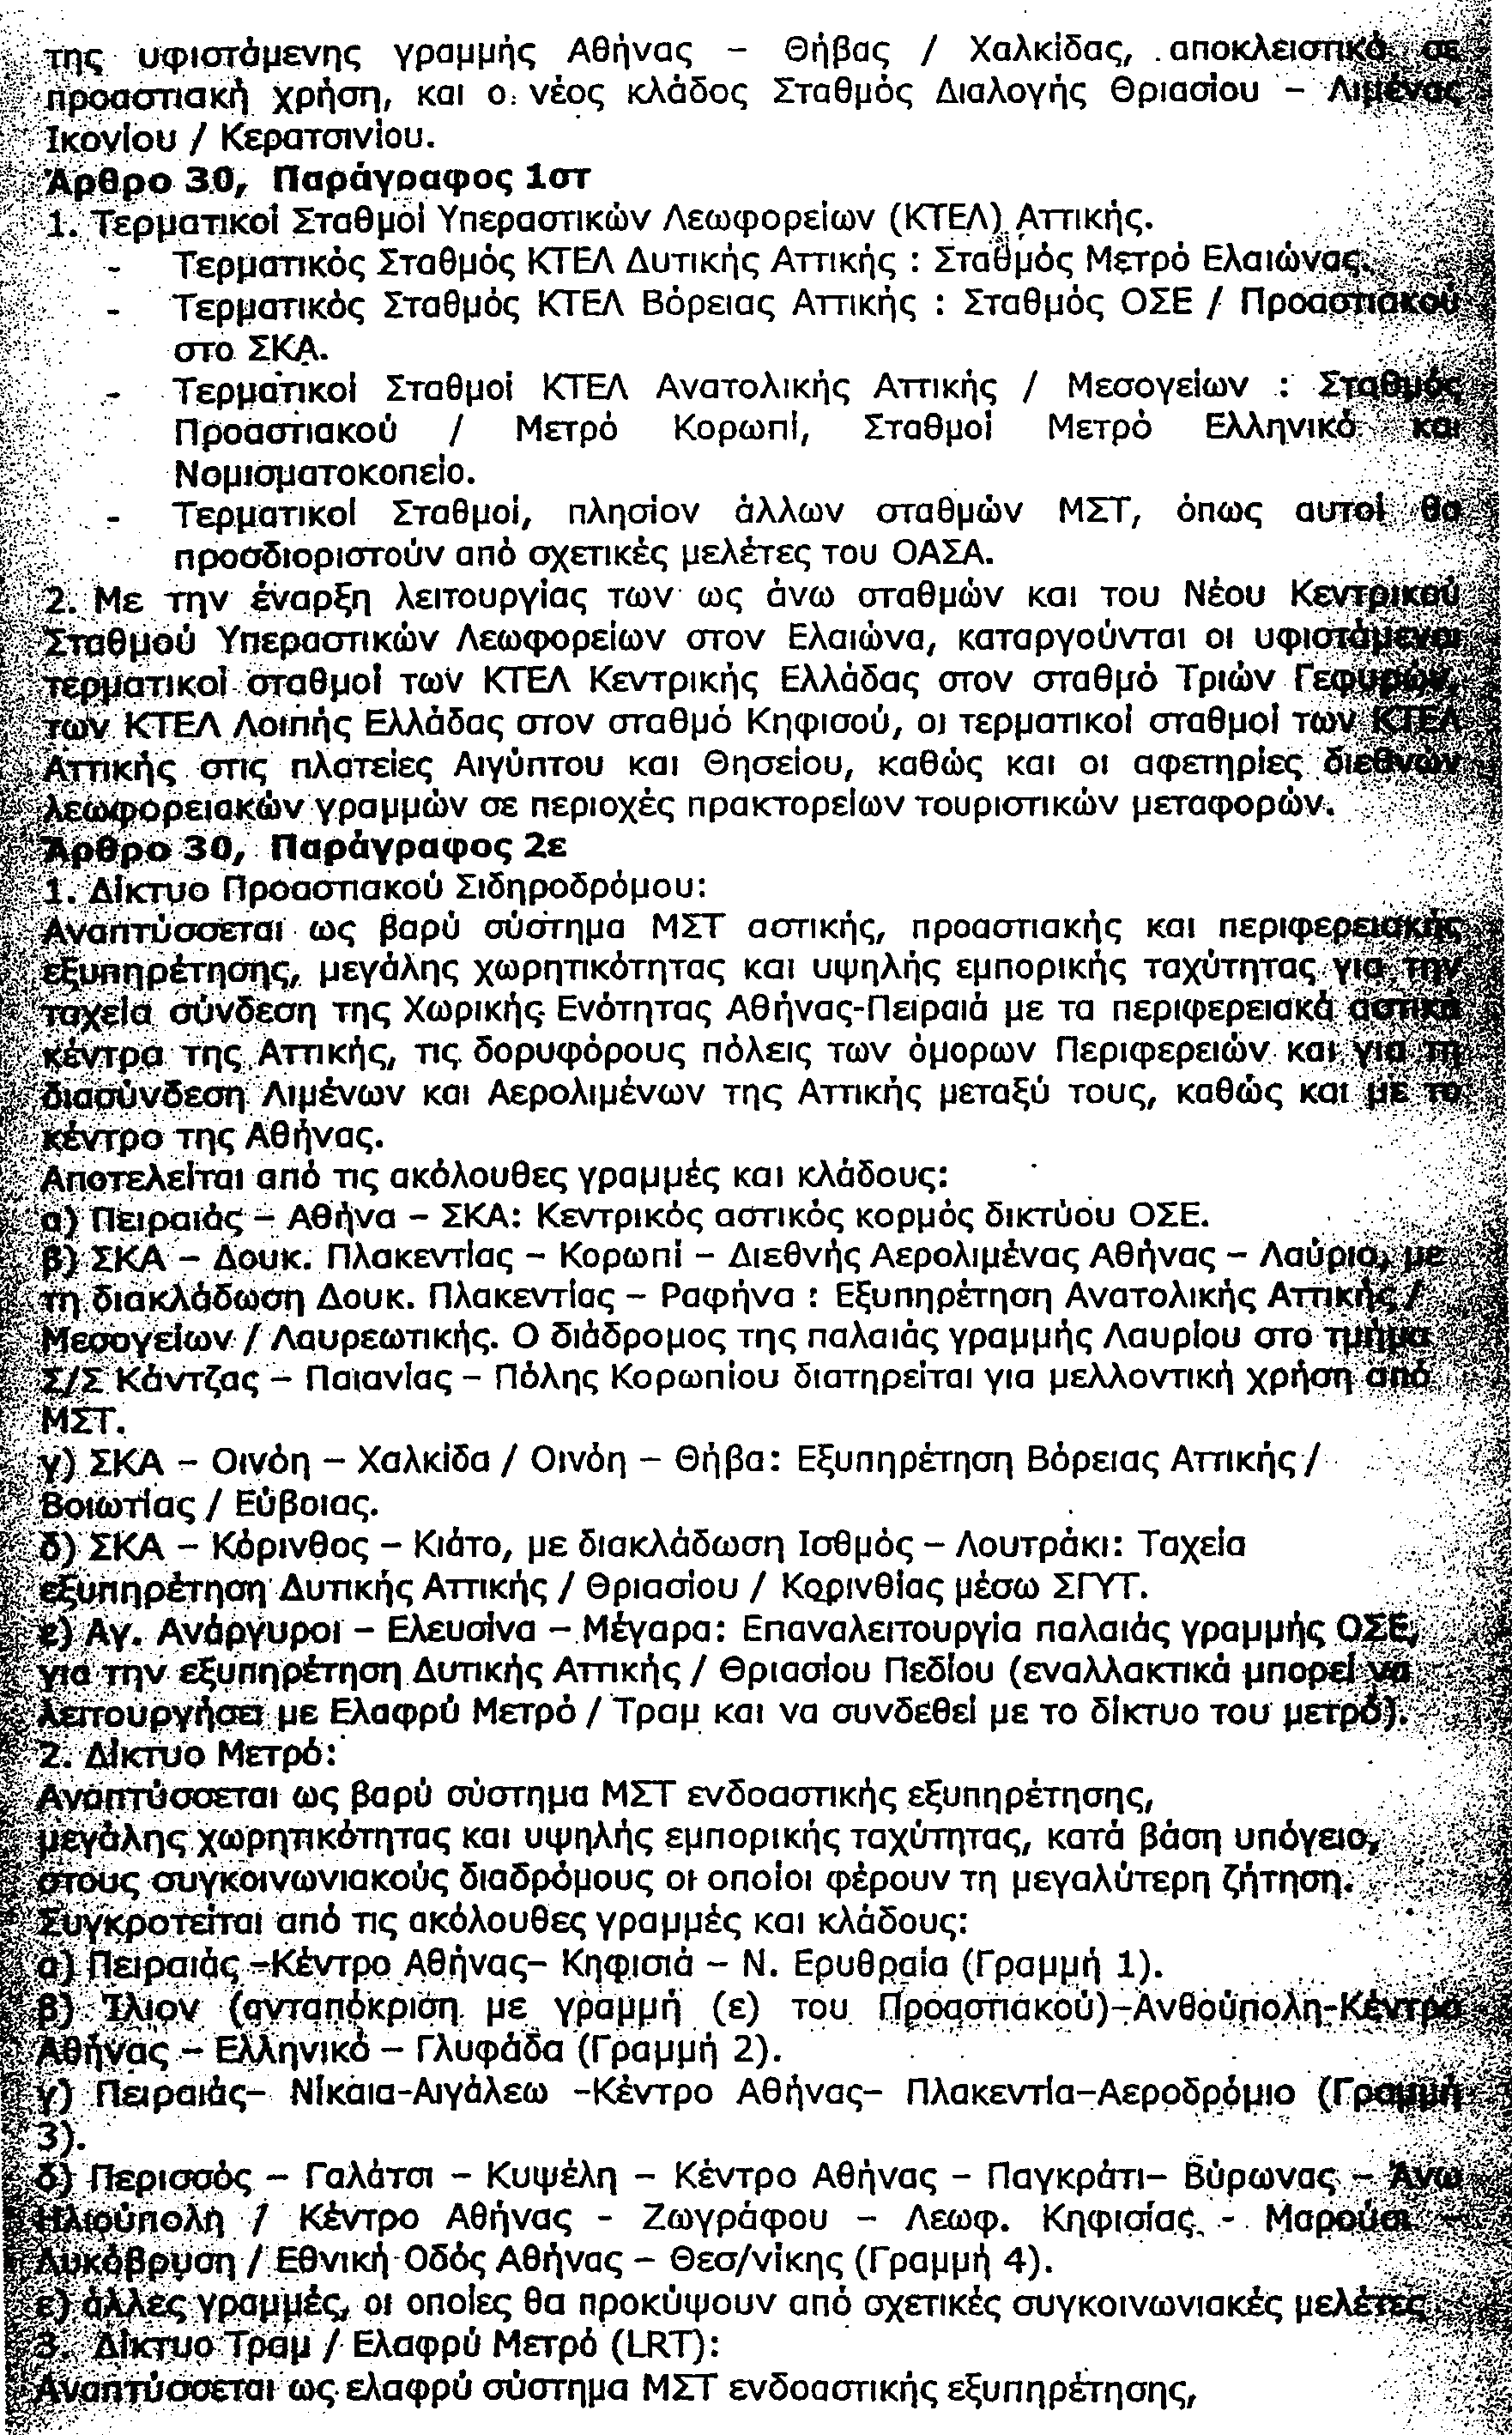 της υφιστάμενης γραμμής Αθήνας – Θήβας / Χαλκίδας, αποκλειστικά σε
προαστιακή χρήση, και ο νέος κλάδος Σταθμός Διαλογής Θριασίου – Λιμένας
Ικονίου / Κερατσινίου.
Άρθρο 30, Παράγραφος 1στ
1. Τερματικοί Σταθμοί Υπεραστικών Λεωφορείων (ΚΤΕΛ) Αττικής.
- Τερματικός Σταθμός ΚΤΕΛ Δυτικής Αττικής : Σταθμός Μετρό Ελαιώνας.
- Τερματικός Σταθμός ΚΤΕΛ Βόρειας Αττικής : Σταθμός ΟΣΕ / Προαστιακού
στο ΣΚΑ.
- Τερματικοί Σταθμοί ΚΤΕΛ Ανατολικής Αττικής / Μεσογείων : Σταθμός
Προαστιακού / Μετρό Κορωπί, Σταθμοί Μετρό Ελληνικό και
Νομισματοκοπείο.
- Τερματικοί Σταθμοί, πλησίον άλλων σταθμών ΜΣΤ, όπως αυτοί θα
προσδιοριστούν από σχετικές μελέτες του ΟΑΣΑ.
2. Με την έναρξη λειτουργίας των ως άνω σταθμών και του Νέου Κεντρικού
Σταθμού Υπεραστικών Λεωφορείων στον Ελαιώνα, καταργούνται οι υφιστάμενοι
τερματικοί σταθμοί των ΚΤΕΛ Κεντρικής Ελλάδας στον σταθμό Τριών Γεφυρών,
των ΚΤΕΛ Λοιπής Ελλάδας στον σταθμό Κηφισού, οι τερματικοί σταθμοί των ΚΤΕΛ
Αττικής στις πλατείες Αιγύπτου και Θησείου, καθώς και οι αφετηρίες διεθνών
λεωφορειακών γραμμών σε περιοχές πρακτορείων τουριστικών μεταφορών.
Άρθρο 30, Παράγραφος 2ε
1. Δίκτυο Προαστιακού Σιδηροδρόμου:
Αναπτύσσεται ως βαρύ σύστημα ΜΣΤ αστικής, προαστιακής και περιφερειακής
εξυπηρέτησης, μεγάλης χωρητικότητας και υψηλής εμπορικής ταχύτητας για την
ταχεία σύνδεση της Χωρικής Ενότητας Αθήνας-Πειραιά με τα περιφερειακά αστικά
κέντρα της Αττικής, τις δορυφόρους πόλεις των όμορων Περιφερειών και για τη
διασύνδεση Λιμένων και Αερολιμένων της Αττικής μεταξύ τους, καθώς και με το
κέντρο της Αθήνας.
Αποτελείται από τις ακόλουθες γραμμές και κλάδους:
α) Πειραιάς – Αθήνα – ΣΚΑ: Κεντρικός αστικός κορμός δικτύου ΟΣΕ.
β) ΣΚΑ – Δουκ. Πλακεντίας – Κορωπί – Διεθνής Αερολιμένας Αθήνας – Λαύριο, με
τη διακλάδωση Δουκ. Πλακεντίας – Ραφήνα : Εξυπηρέτηση Ανατολικής Αττικής /
Μεσογείων / Λαυρεωτικής. Ο διάδρομος της παλαιάς γραμμής Λαυρίου στο τμήμα
Σ/Σ Κάντζας – Παιανίας – Πόλης Κορωπίου διατηρείται για μελλοντική χρήση από
ΜΣΤ.
γ) ΣΚΑ – Οινόη – Χαλκίδα / Οινόη – Θήβα: Εξυπηρέτηση Βόρειας Αττικής /
Βοιωτίας / Εύβοιας.
δ) ΣΚΑ – Κόρινθος – Κιάτο, με διακλάδωση Ισθμός – Λουτράκι: Ταχεία
εξυπηρέτηση Δυτικής Αττικής / Θριασίου / Κορινθίας μέσω ΣΓΥΤ.
ε) Αγ. Ανάργυροι – Ελευσίνα – Μέγαρα: Επαναλειτουργία παλαιάς γραμμής ΟΣΕ,
για την εξυπηρέτηση Δυτικής Αττικής / Θριασίου Πεδίου (εναλλακτικά μπορεί να
λειτουργήσει με Ελαφρύ Μετρό / Τραμ και να συνδεθεί με το δίκτυο του μετρό).
2. Δίκτυο Μετρό:
Αναπτύσσεται ως βαρύ σύστημα ΜΣΤ ενδοαστικής εξυπηρέτησης,
μεγάλης χωρητικότητας και υψηλής εμπορικής ταχύτητας, κατά βάση υπόγειο,
στους συγκοινωνιακούς διαδρόμους οι οποίοι φέρουν τη μεγαλύτερη ζήτηση.
Συγκροτείται από τις ακόλουθες γραμμές και κλάδους:
α) Πειραιάς –Κέντρο Αθήνας– Κηφισιά – Ν. Ερυθραία (Γραμμή 1).
β) Ίλιον (ανταπόκριση με γραμμή (ε) του Προαστιακού)–Ανθούπολη-Κέντρο
Αθήνας – Ελληνικό – Γλυφάδα (Γραμμή 2).
γ) Πειραιάς– Νίκαια-Αιγάλεω -Κέντρο Αθήνας– Πλακεντία–Αεροδρόμιο (Γραμμή
3).
δ) Περισσός – Γαλάτσι – Κυψέλη – Κέντρο Αθήνας – Παγκράτι– Βύρωνας – Άνω
Ηλιούπολη / Κέντρο Αθήνας - Ζωγράφου – Λεωφ. Κηφισίας - Μαρούσι –
Λυκόβρυση / Εθνική Οδός Αθήνας – Θεσ/νίκης (Γραμμή 4).
ε) άλλες γραμμές, οι οποίες θα προκύψουν από σχετικές συγκοινωνιακές μελέτες
3. Δίκτυο Τραμ / Ελαφρύ Μετρό (LRT):
Αναπτύσσεται ως ελαφρύ σύστημα ΜΣΤ ενδοαστικής εξυπηρέτησης,